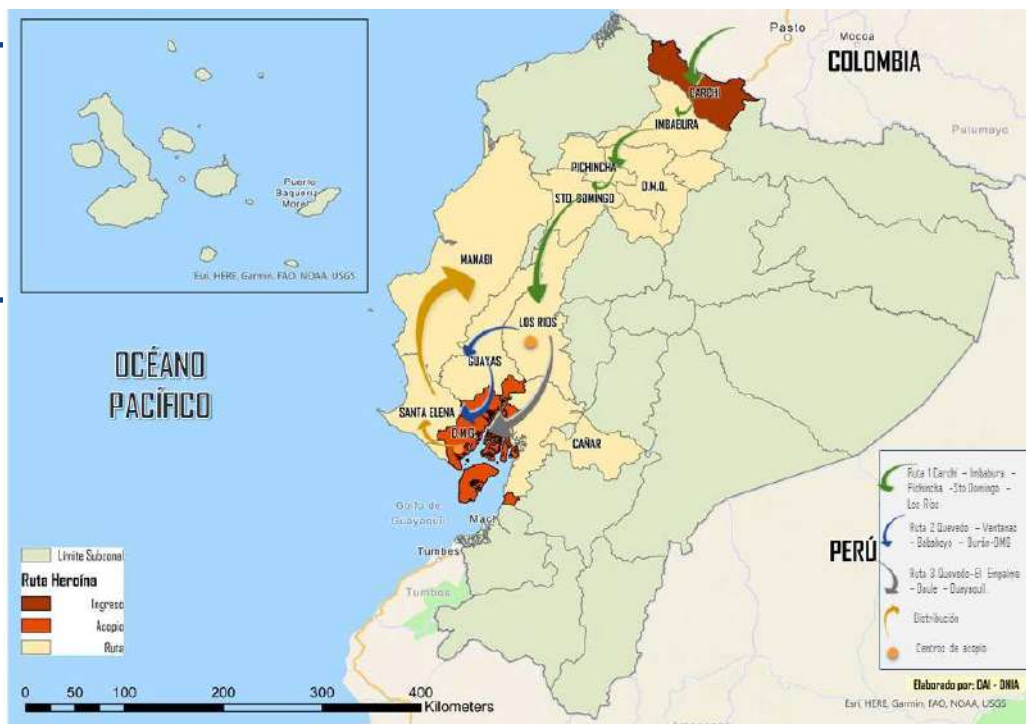 Pasto
Mocoa
COLOMBIA
CARCHI
IMBABURA
Putumayo
PICHINCHA
D.M.Q.
STO. DOMINGO
Puerto
Baquerizo
Esri, HERE, Garmin, FAO, NOAA, USGS
MANABI
LOS RIOS
OCÉANO
PACÍFICO
GUAYAS
SANTA ELENA
D.M.G
CAÑAR
Golfo de
Guayaquil
Mach
Tumbes
Tumbes
PERÚ
Límite Subzonal
Ruta Heroína
Ingreso
Acopio
Ruta
Ruta 1 Carchi - Imbabura -
Pichincha -Sto Domingo -
Los Ríos
Ruta 2 Quevedo - Ventanas
- Babahoyo - Durán-DMG
Ruta 3 Quevedo-El Empalme
- Daule - Guayaquil
Distribución
Centros de acopio
0 50 100 200 300 400
Kilometers
Elaborado por: DAI - DNIA
Esri, HERE, Garmin, FAO, NOAA, USGS